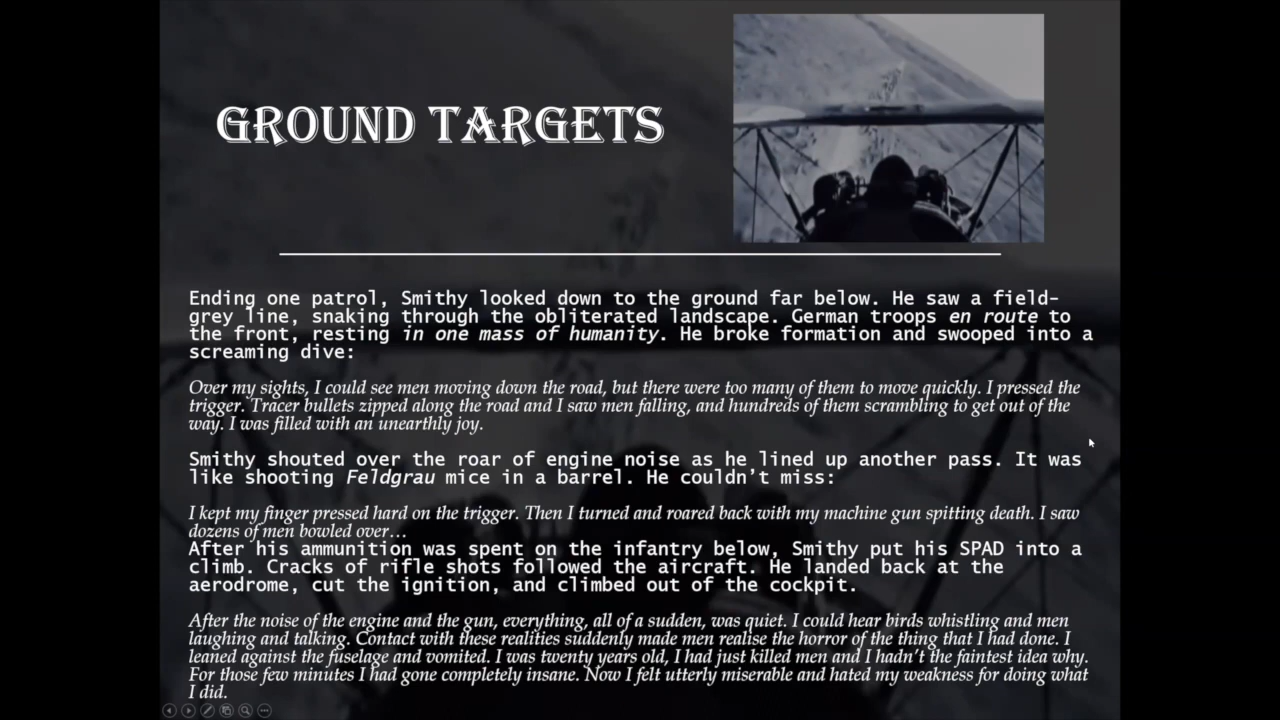 GROUND TARGETS
Ending one patrol, Smithy looked down to the ground far below. He saw a field-
grey line, snaking through the obliterated landscape. German troops en route to
the front, resting in one mass of humanity. He broke formation and swooped into a
screaming dive:
Over my sights, I could see men moving down the road, but there were too many of them to move quickly. I pressed the
trigger. Tracer bullets zipped along the road and I saw men falling, and hundreds of them scrambling to get out of the
way. I was filled with an unearthly joy.
Smithy shouted over the roar of engine noise as he lined up another pass. It was
like shooting Feldgrau mice in a barrel. He couldn't miss:
I kept my finger pressed hard on the trigger. Then I turned and roared back with my machine gun spitting death. I saw
dozens of men bowled over...
After his ammunition was spent on the infantry below, Smithy put his SPAD into a
climb. Cracks of rifle shots followed the aircraft. He landed back at the
aerodrome, cut the ignition, and climbed out of the cockpit.
After the noise of the engine and the gun, everything, all of a sudden, was quiet. I could hear birds whistling and men
laughing and talking. Contact with these realities suddenly made men realise the horror of the thing that I had done. I
leaned against the fuselage and vomited. I was twenty years old, I had just killed men and I hadn't the faintest idea why.
For those few minutes I had gone completely insane. Now I felt utterly miserable and hated my weakness for doing what
I did.